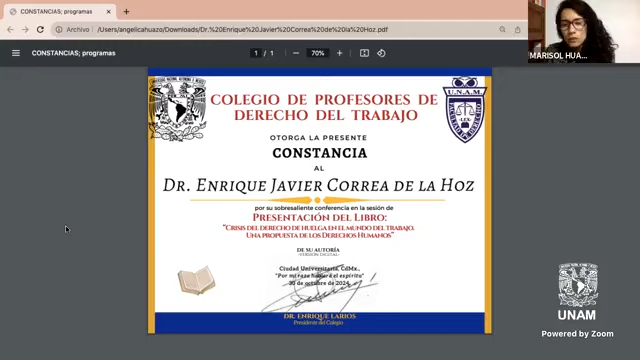 CONSTANCIAS; programas
Archivo
/Users/angelicahuazo/Downloads/Dr.%20Enrique%20Javier%20Correa%20de%20la%20Hoz.pdf
CONSTANCIAS; programas
1 / 1
70%
MARISOL HUA...
COLEGIO DE PROFESORES DE
DERECHO DEL TRABAJO
U.N.A.M.
OTORGA LA PRESENTE
CONSTANCIA
AL
DR. ENRIQUE JAVIER CORREA DE LA HOZ
por su sobresaliente conferencia en la sesión de
PRESENTACIÓN DEL LIBRO:
"CRISIS DEL DERECHO DE HUELGA EN EL MUNDO DEL TRABAJO.
UNA PROPUESTA DE LOS DERECHOS HUMANOS"
DE SU AUTORÍA
-VERSIÓN DIGITAL-
Ciudad Universitaria, CdMx.,
"Por mi raza hablará el espíritu"
30 de octubre de 2024
DR. ENRIQUE LARIOS
Presidente del Colegio
UNAM
Powered by Zoom